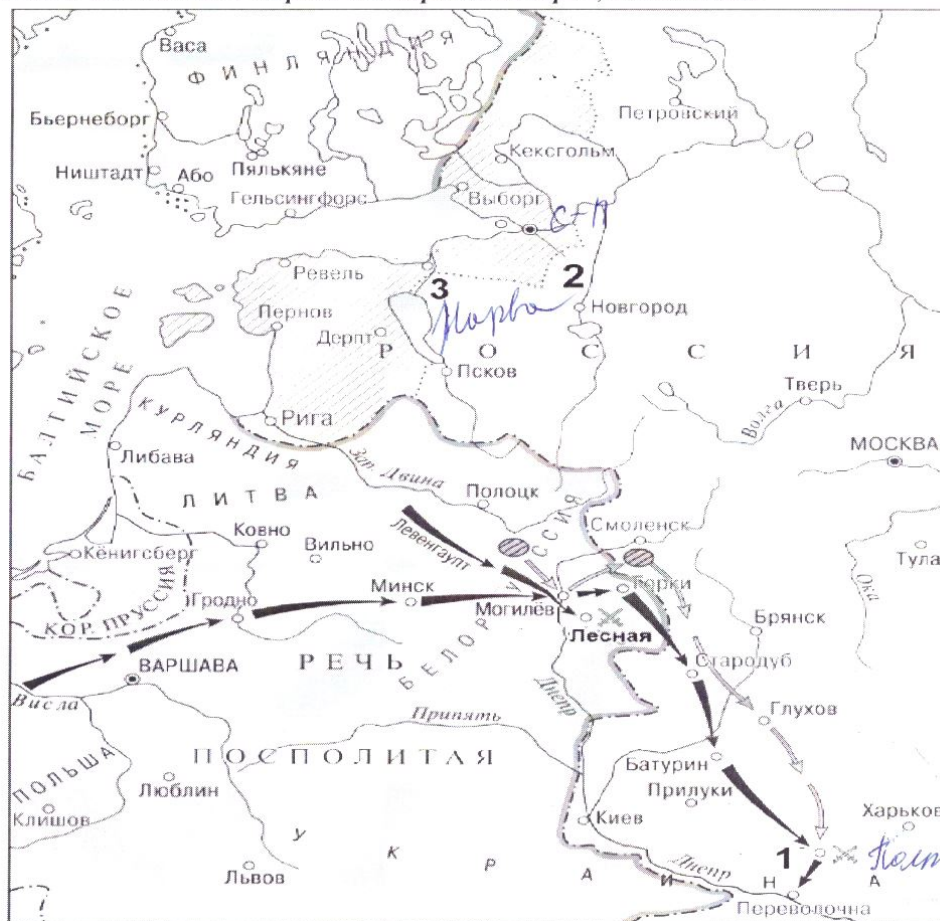 Васа
ФИНЛЯНДИЯ
Бьернеборг
Петровский
Кексгольм
Ништадт
Або
Пялькяне
Гельсингфорс
Выборг
С-П
Ревель
3
2
Нарва
Новгород
Пернов
Дерпт
РОССИЯ
Псков
БАЛТИЙСКОЕ
МОРЕ
Тверь
Волга
Рига
КУРЛЯНДИЯ
МОСКВА
Либава
Зап. Двина
ЛИТВА
Полоцк
Ковно
Левенгаупт
Смоленск
Кёнигсберг
Вильно
Тула
Ока
КОР. ПРУССИЯ
Гродно
Минск
Могилёв
Горки
БЕЛОРУССИЯ
Лесная
Брянск
ВАРШАВА
РЕЧЬ
Стародуб
Висла
Днепр
Припять
Глухов
ПОСПОЛИТАЯ
ПОЛЬША
Люблин
Батурин
Прилуки
Клишов
Киев
Харьков
УКРАИНА
1
Полт
Львов
Днепр
Переволочна